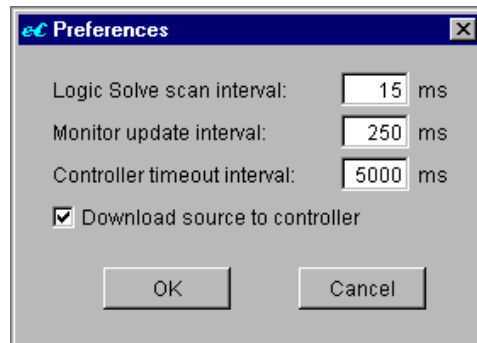 eC Preferences
Logic Solve scan interval: 15 ms
Monitor update interval: 250 ms
Controller timeout interval: 5000 ms
Download source to controller
OK Cancel